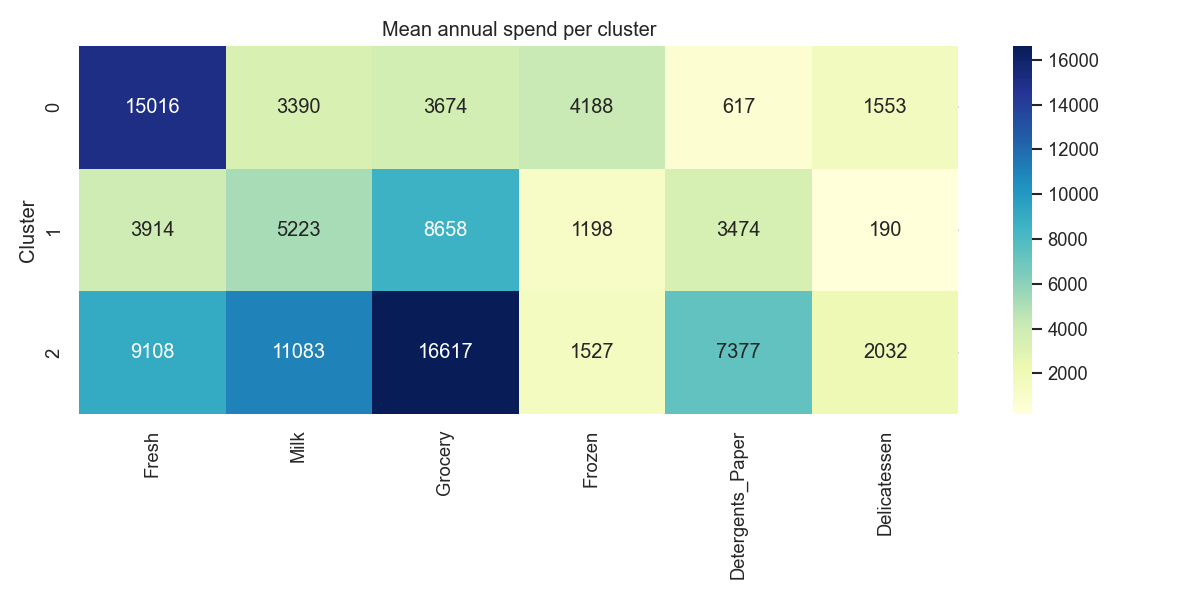 Mean annual spend per cluster
Cluster
0
15016 3390 3674 4188 617 1553
1
3914 5223 8658 1198 3474 190
2
9108 11083 16617 1527 7377 2032
Fresh
Milk
Grocery
Frozen
Detergents_Paper
Delicatessen
16000
14000
12000
10000
8000
6000
4000
2000